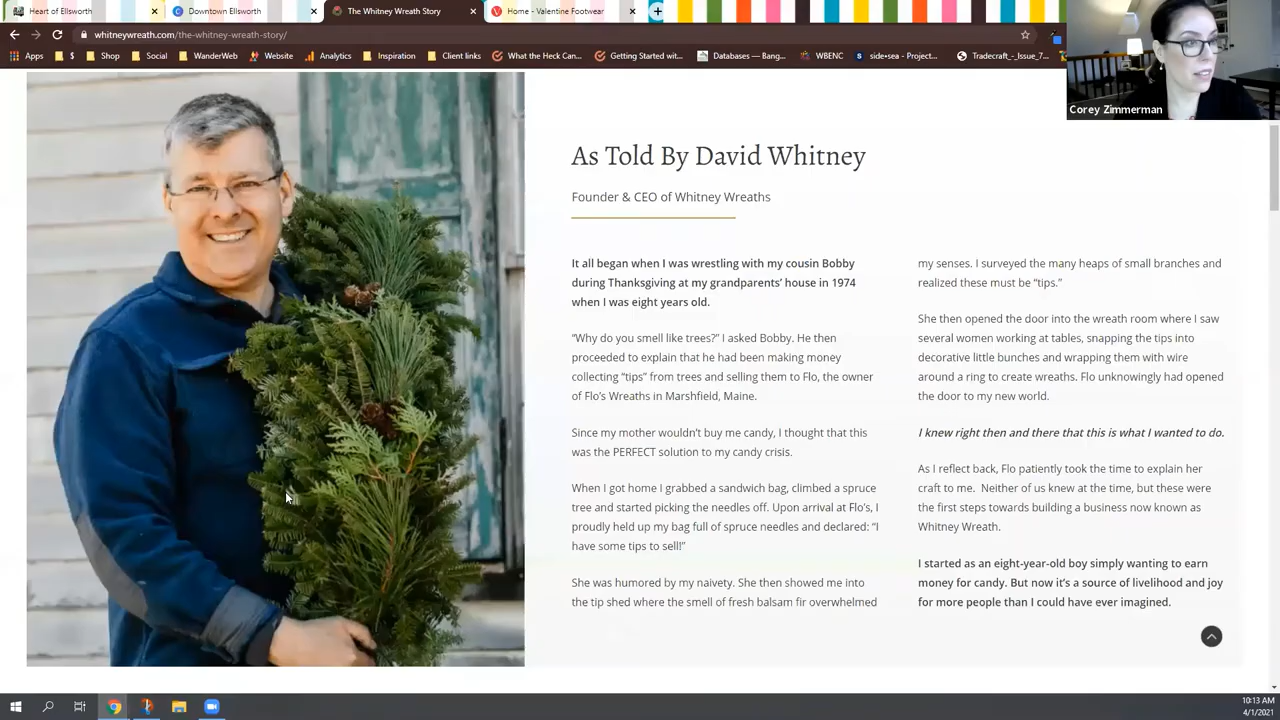 Heart of Ellsworth
Downtown Ellsworth
The Whitney Wreath Story
Home - Valentine Footwear
whitneywreath.com/the-whitney-wreath-story/
Apps
$
Shop
Social
WanderWeb
Website
Analytics
Inspiration
Client links
What the Heck Can...
Getting Started wit...
Databases — Bang...
WBENC
side+sea - Project...
Tradecraft_-_Issue_7...
Corey Zimmerman
As Told By David Whitney
Founder & CEO of Whitney Wreaths
It all began when I was wrestling with my cousin Bobby
during Thanksgiving at my grandparents’ house in 1974
when I was eight years old.
“Why do you smell like trees?” I asked Bobby. He then
proceeded to explain that he had been making money
collecting “tips” from trees and selling them to Flo, the owner
of Flo’s Wreaths in Marshfield, Maine.
Since my mother wouldn’t buy me candy, I thought that this
was the PERFECT solution to my candy crisis.
When I got home I grabbed a sandwich bag, climbed a spruce
tree and started picking the needles off. Upon arrival at Flo’s, I
proudly held up my bag full of spruce needles and declared: “I
have some tips to sell!”
She was humored by my naivety. She then showed me into
the tip shed where the smell of fresh balsam fir overwhelmed
my senses. I surveyed the many heaps of small branches and
realized these must be “tips.”
She then opened the door into the wreath room where I saw
several women working at tables, snapping the tips into
decorative little bunches and wrapping them with wire
around a ring to create wreaths. Flo unknowingly had opened
the door to my new world.
I knew right then and there that this is what I wanted to do.
As I reflect back, Flo patiently took the time to explain her
craft to me.  Neither of us knew at the time, but these were
the first steps towards building a business now known as
Whitney Wreath.
I started as an eight-year-old boy simply wanting to earn
money for candy. But now it’s a source of livelihood and joy
for more people than I could have ever imagined.
10:13 AM
4/1/2021